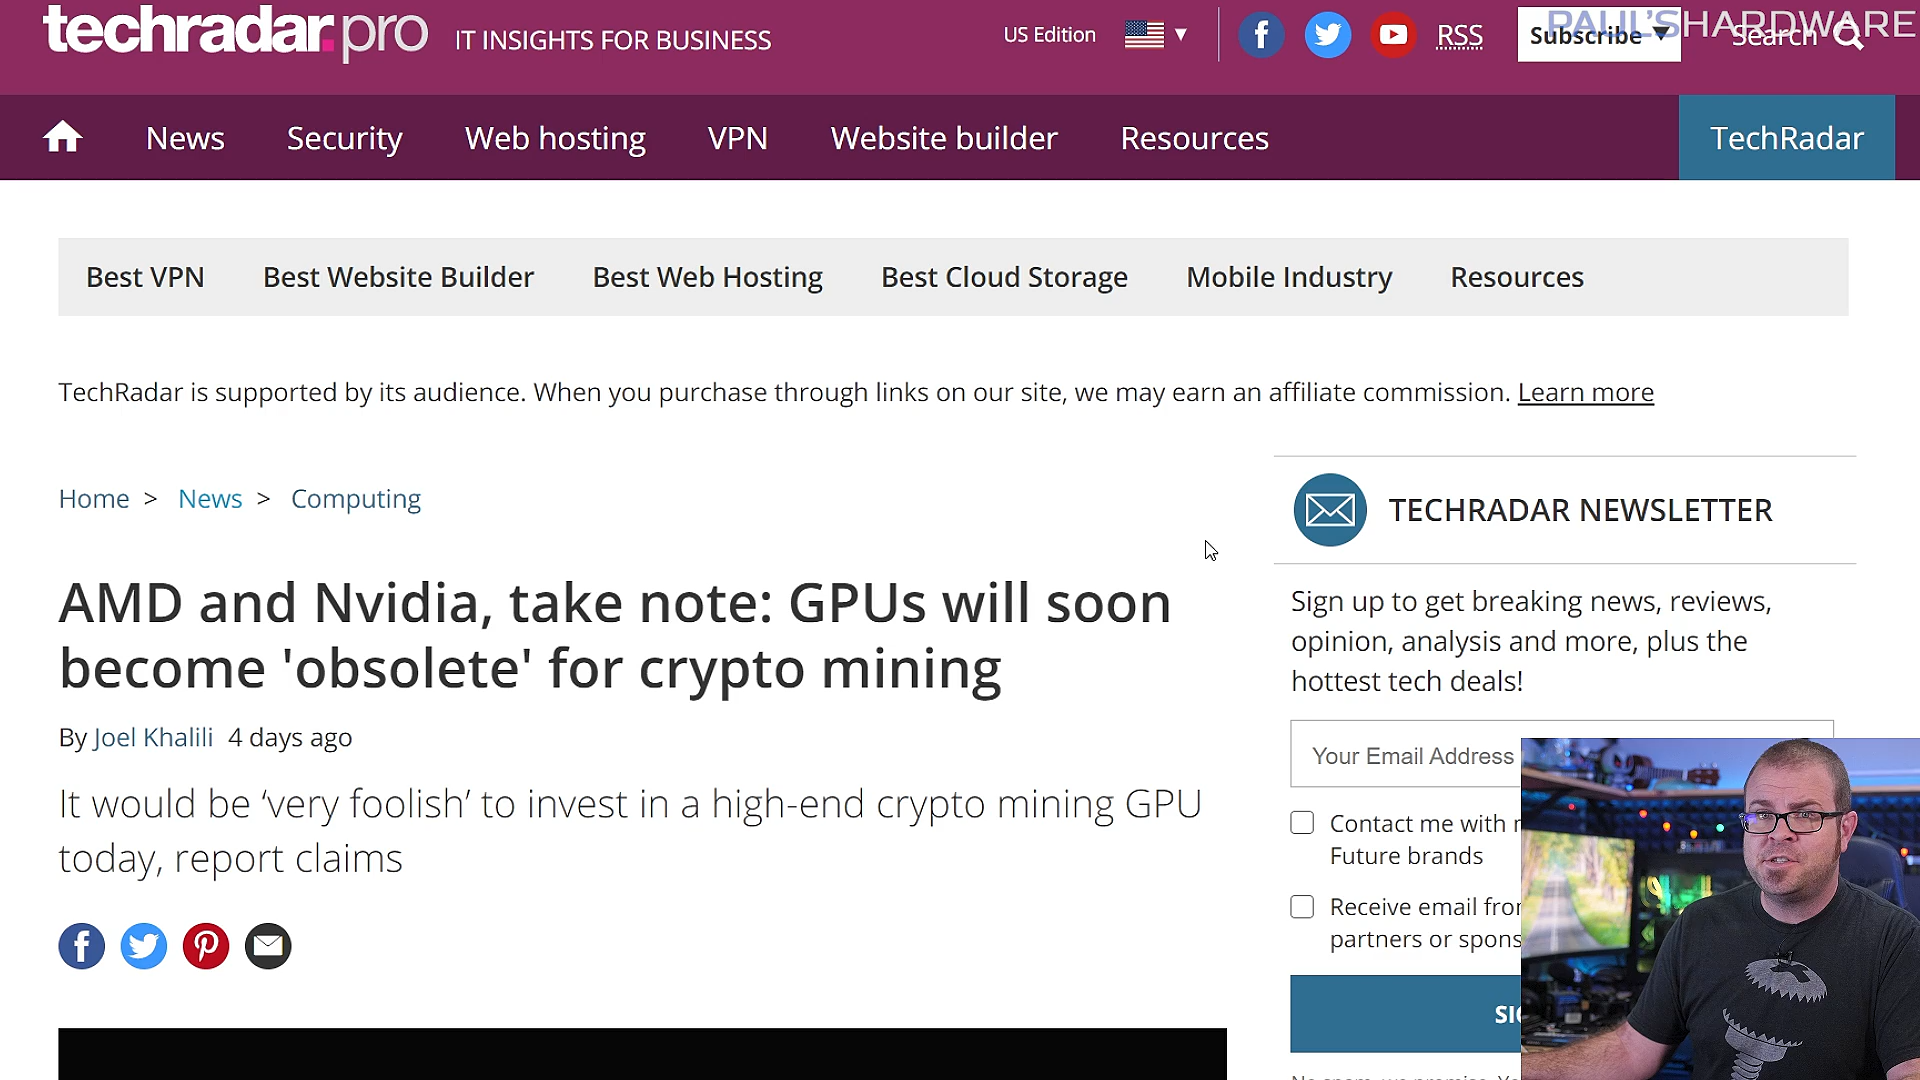 techradar.pro IT INSIGHTS FOR BUSINESS
US Edition
RSS
Subscribe
Search
PAUL'SHARDWARE
News Security Web hosting VPN Website builder Resources TechRadar
Best VPN Best Website Builder Best Web Hosting Best Cloud Storage Mobile Industry Resources
TechRadar is supported by its audience. When you purchase through links on our site, we may earn an affiliate commission. Learn more
Home > News > Computing
AMD and Nvidia, take note: GPUs will soon
become 'obsolete' for crypto mining
By Joel Khalili 4 days ago
It would be ‘very foolish’ to invest in a high-end crypto mining GPU
today, report claims
TECHRADAR NEWSLETTER
Sign up to get breaking news, reviews,
opinion, analysis and more, plus the
hottest tech deals!
Your Email Address
Contact me with
Future brands
Receive email
partners or